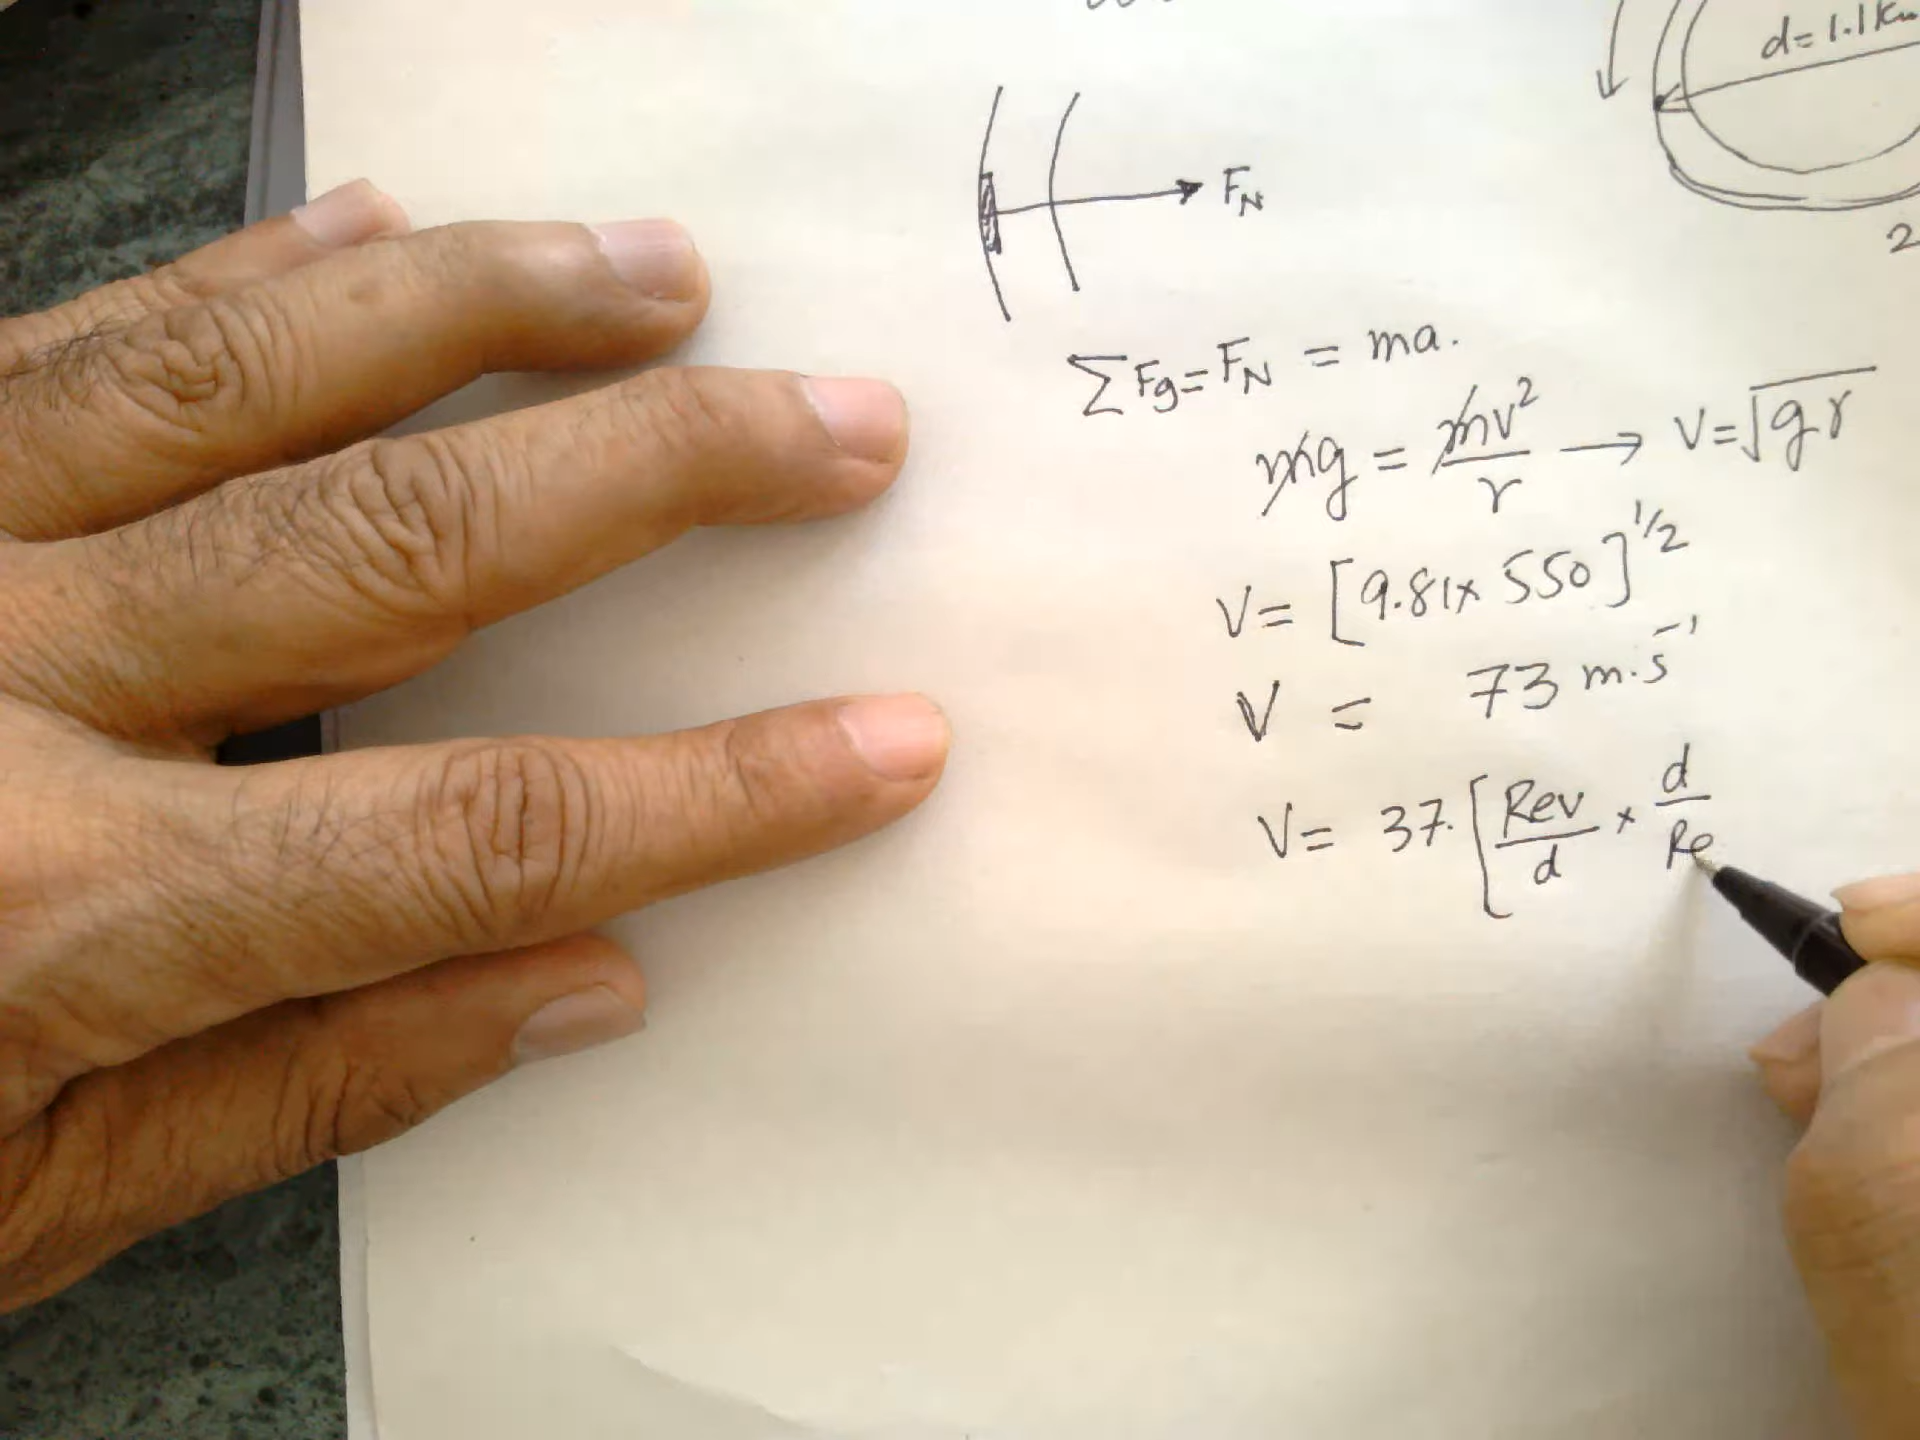 d=1.1Km
2
F_N
∑Fg=F_N = ma.
mg = mv²/r → V=√gr
V= [9.81x 550]^1/2
V = 73 m.s⁻¹
V= 37. [Rev/d x d/Re